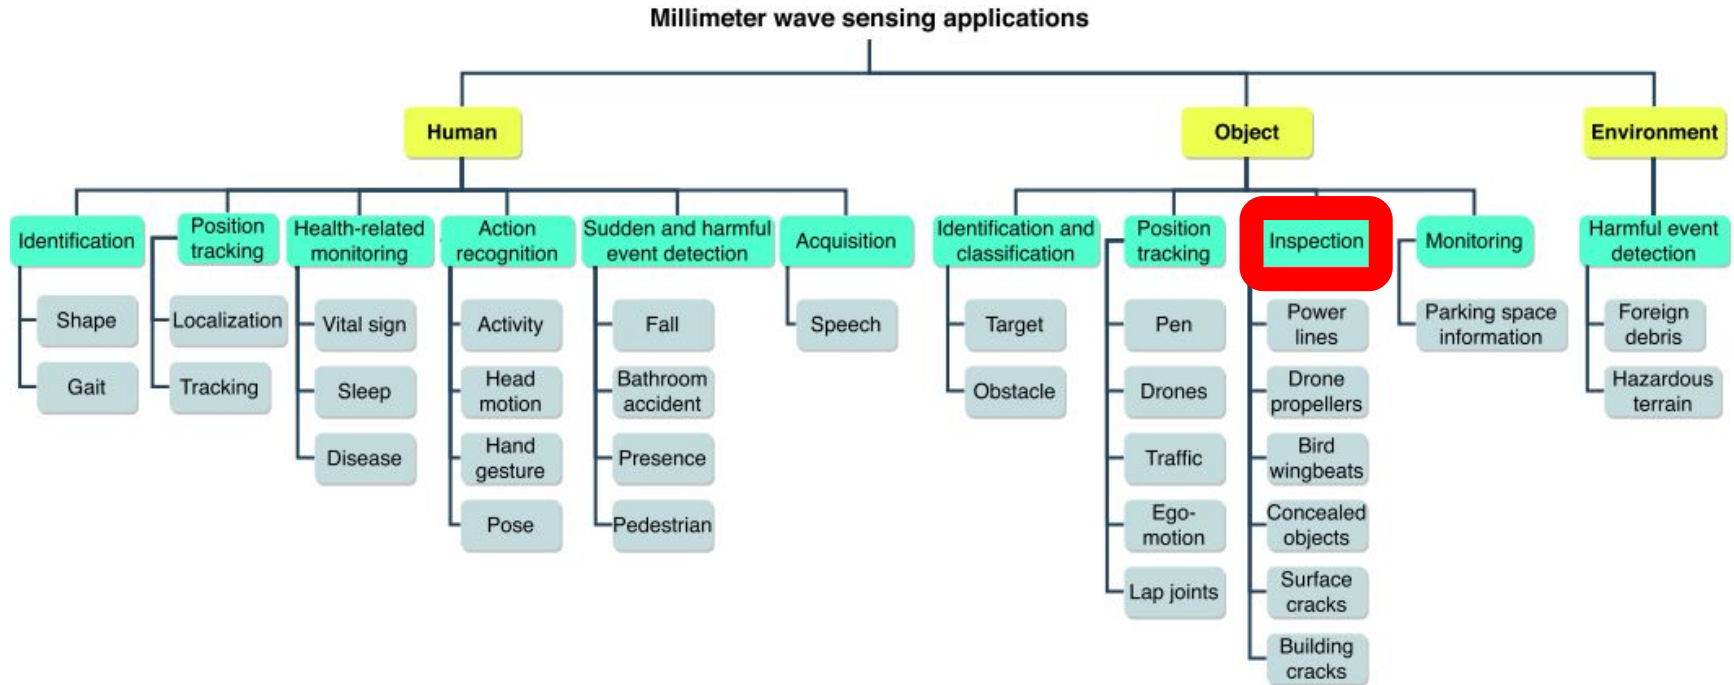 Millimeter wave sensing applications
Human
Object
Environment
Identification
Position
tracking
Health-related
monitoring
Action
recognition
Sudden and harmful
event detection
Acquisition
Identification and
classification
Position
tracking
Inspection
Monitoring
Harmful event
detection
Shape
Gait
Localization
Tracking
Vital sign
Sleep
Disease
Activity
Head
motion
Hand
gesture
Pose
Fall
Bathroom
accident
Presence
Pedestrian
Speech
Target
Obstacle
Pen
Drones
Traffic
Ego-
motion
Lap joints
Power
lines
Drone
propellers
Bird
wingbeats
Concealed
objects
Surface
cracks
Building
cracks
Parking space
information
Foreign
debris
Hazardous
terrain